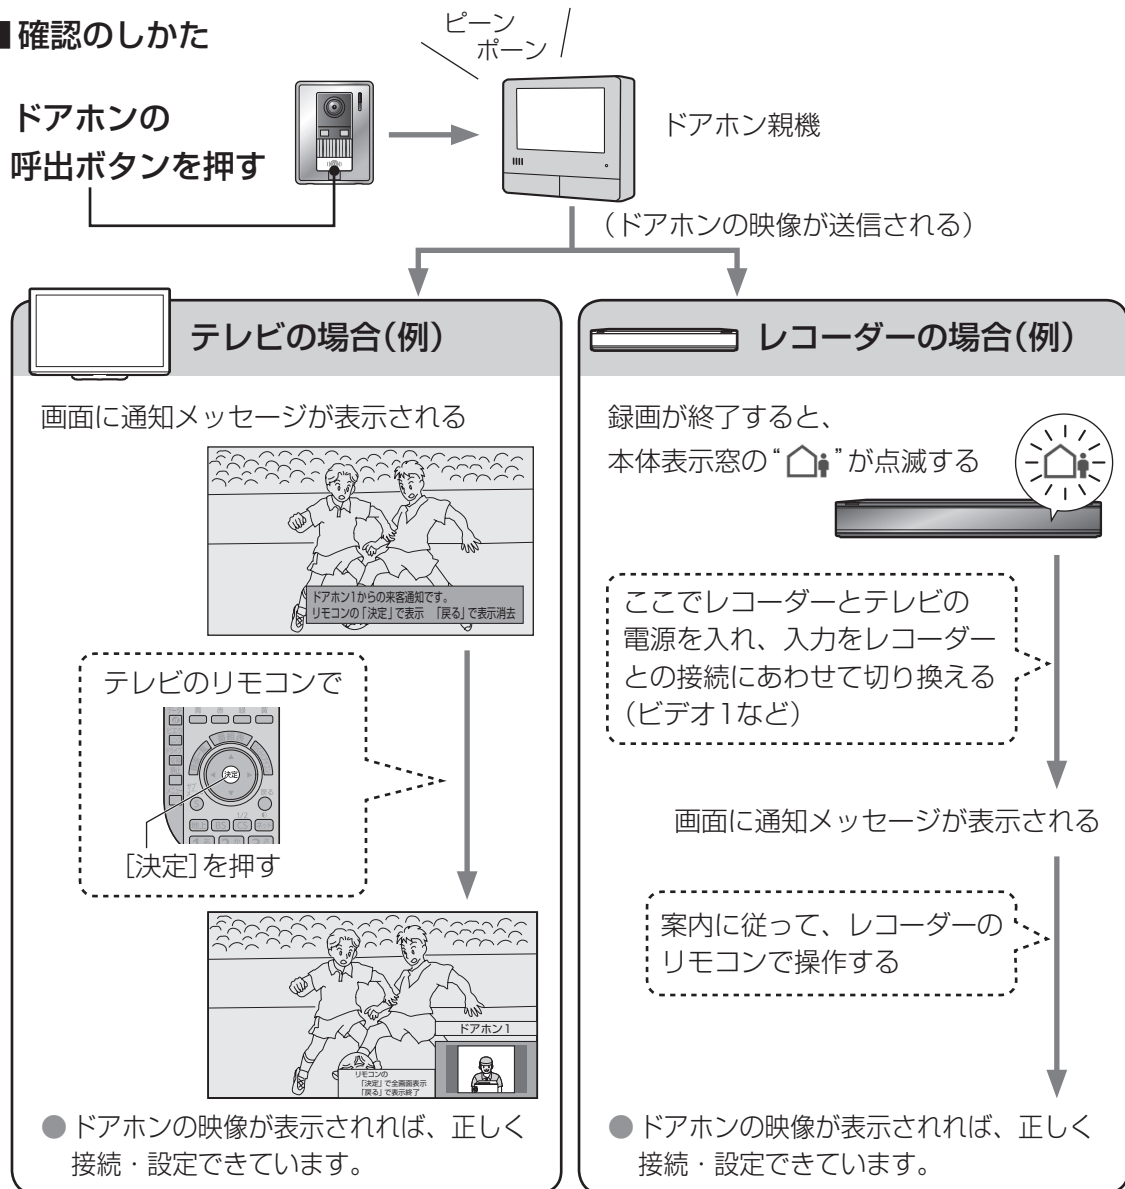 ■確認のしかた
ピーン
ポーン
ドアホンの
呼出ボタンを押す
ドアホン親機
（ドアホンの映像が送信される）
テレビの場合(例)
画面に通知メッセージが表示される
ドアホン1からの来客通知です。
リモコンの「決定」で表示 「戻る」で表示消去
テレビのリモコンで
決定
戻る
[決定]を押す
ドアホン1
リモコンの
「決定」で全画面表示
「戻る」で表示終了
●ドアホンの映像が表示されれば、正しく
接続・設定できています。
レコーダーの場合(例)
録画が終了すると、
本体表示窓の“ ”が点滅する
ここでレコーダーとテレビの
電源を入れ、入力をレコーダー
との接続にあわせて切り換える
（ビデオ1など）
画面に通知メッセージが表示される
案内に従って、レコーダーの
リモコンで操作する
●ドアホンの映像が表示されれば、正しく
接続・設定できています。